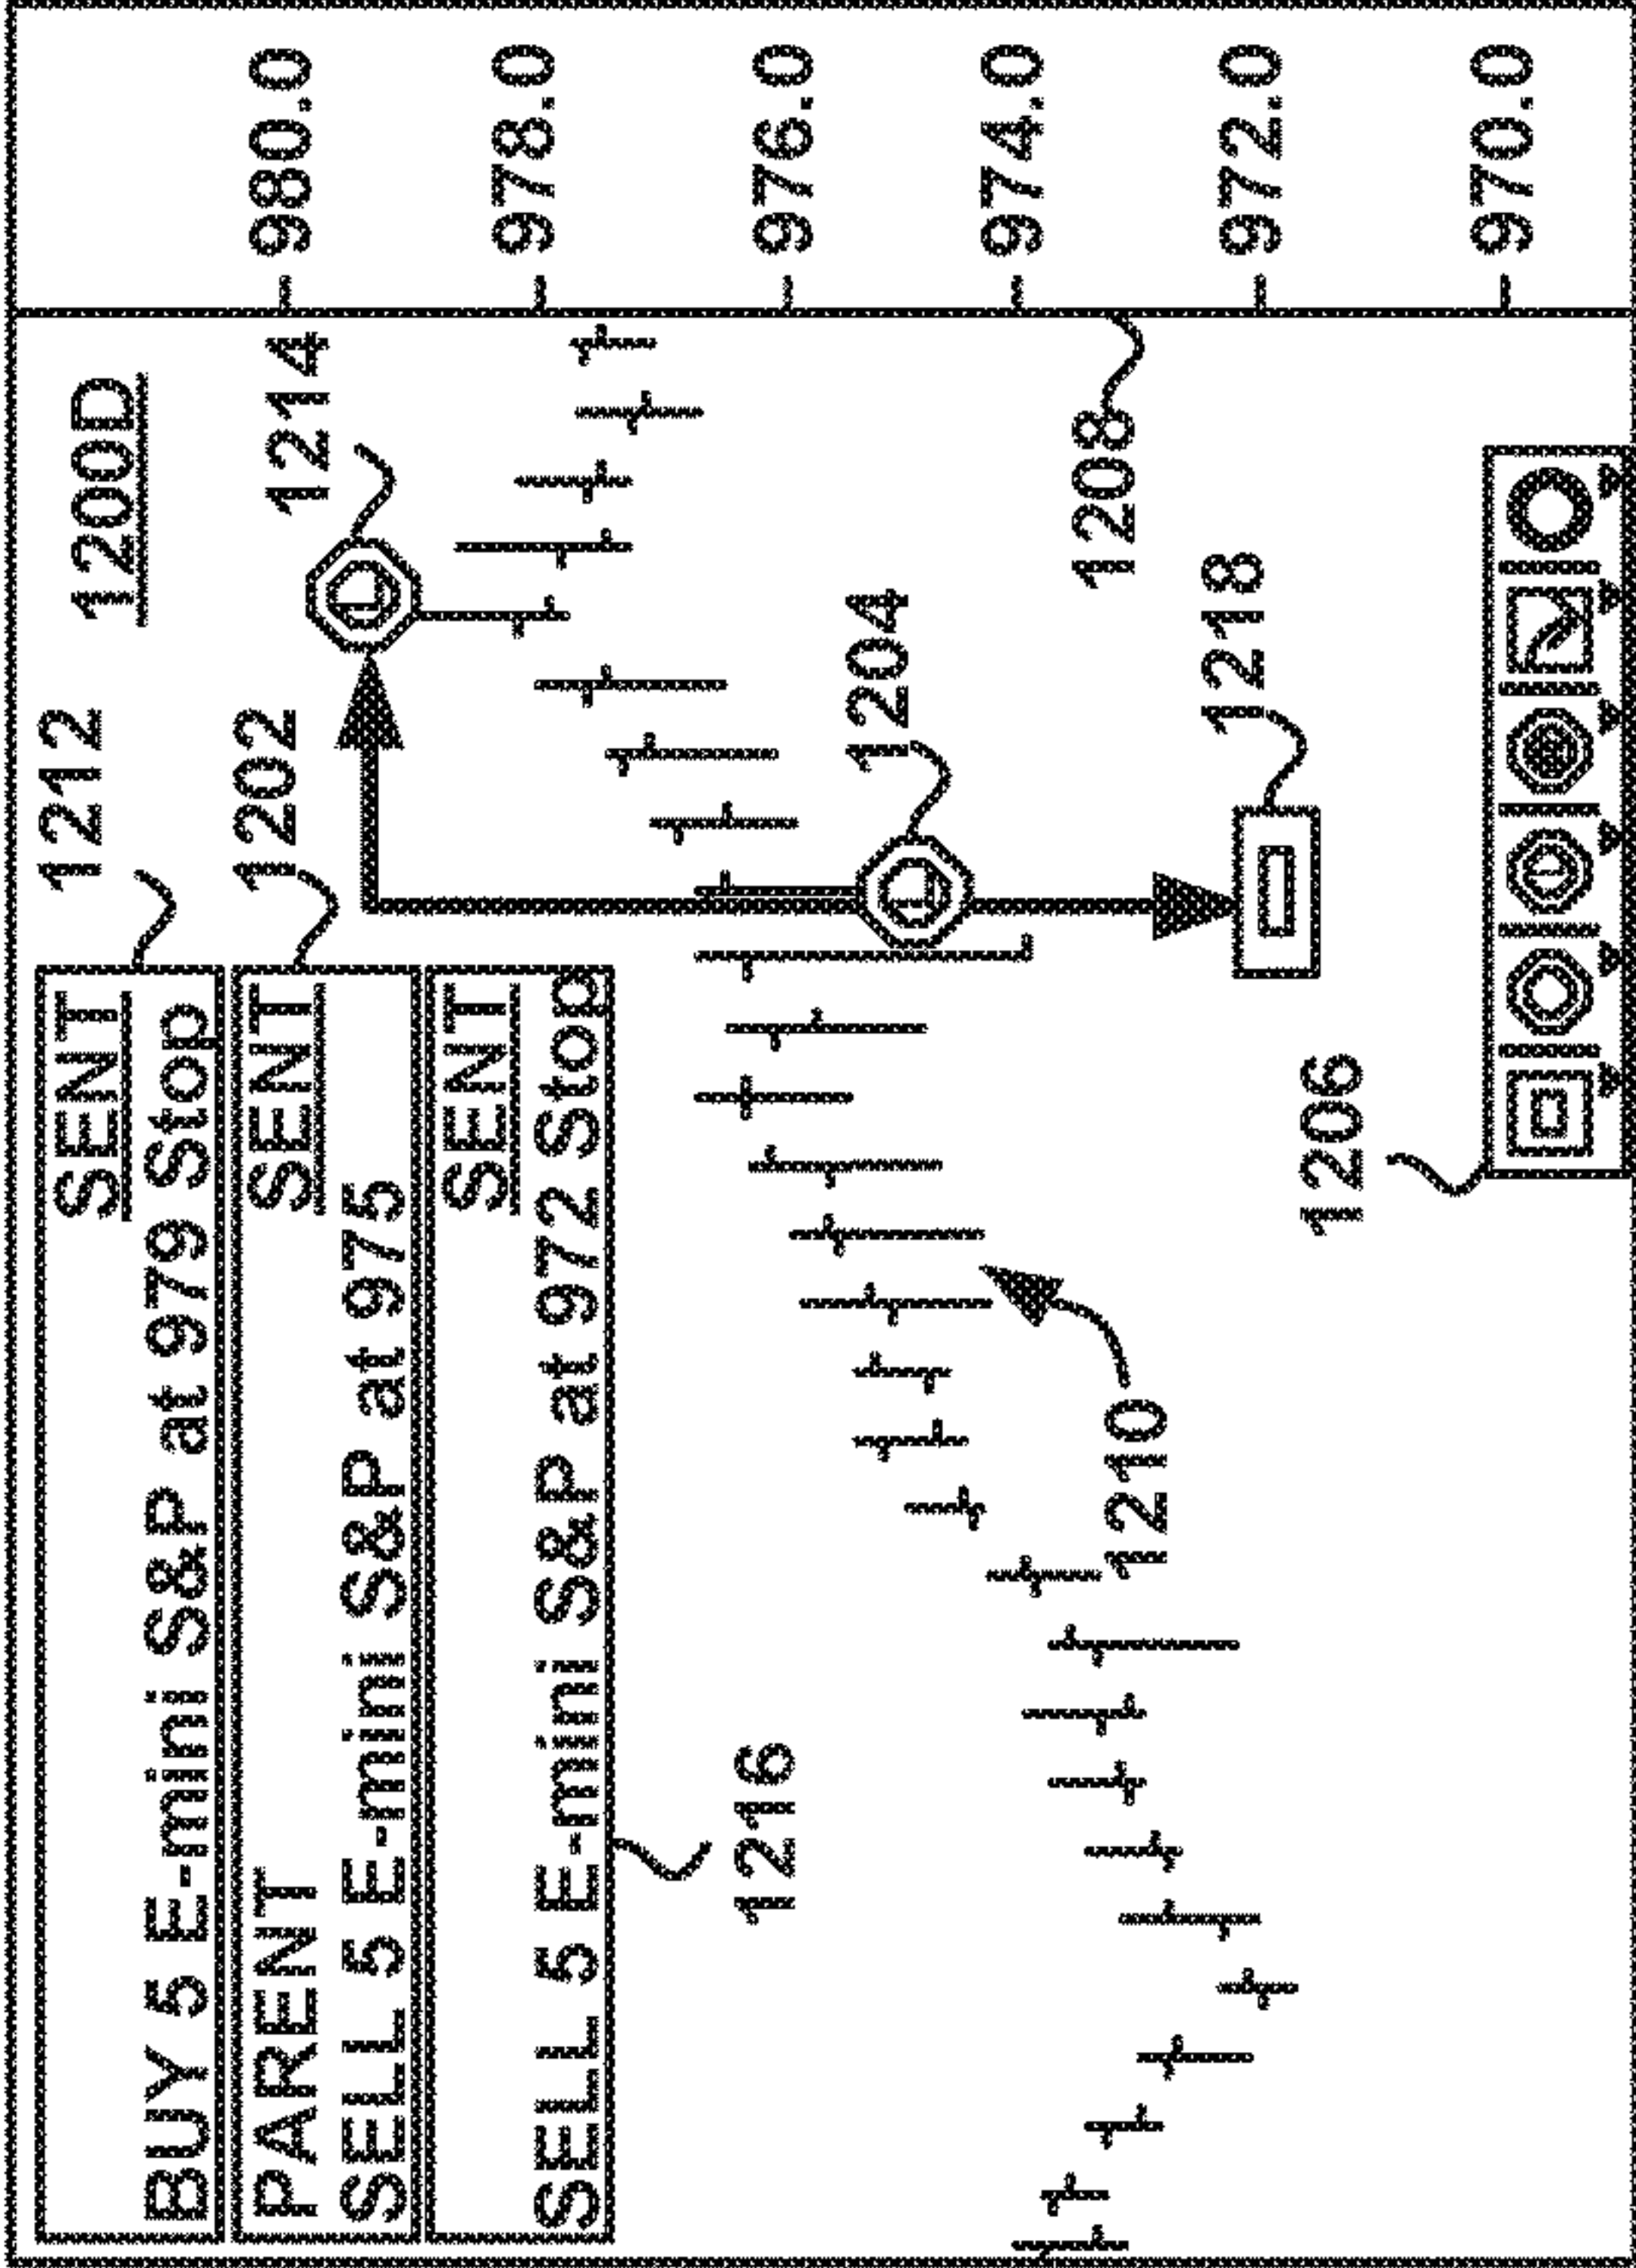 1212
1200D
SENT
BUY 5 E-mini S&P at 979 Stop
1202
1214
980.0
PARENT SENT
SELL 5 E-mini S&P at 975
978.0
SENT
SELL 5 E-mini S&P at 972 Stop
976.0
1216
1204
974.0
1208
1210
972.0
1218
1206
970.0
L
L